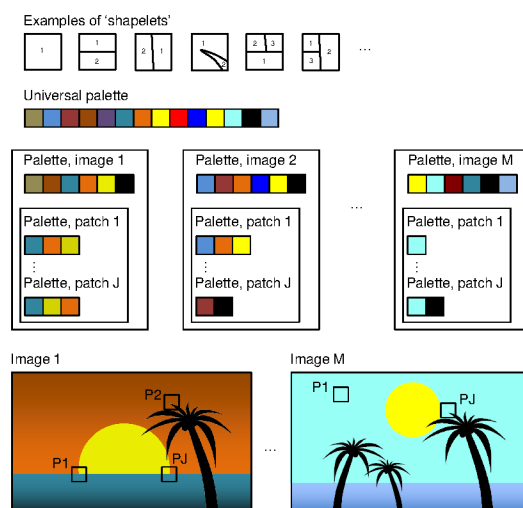 Examples of 'shapelets'
1
1
2
2 1
1
2
2 3
1
1
2
3
...
Universal palette
Palette, image 1
Palette, image 2
Palette, image M
...
Palette, patch 1
Palette, patch 1
Palette, patch 1
⋮
⋮
⋮
Palette, patch J
Palette, patch J
Palette, patch J
Image 1
Image M
P2
P1
PJ
...
P1
PJ